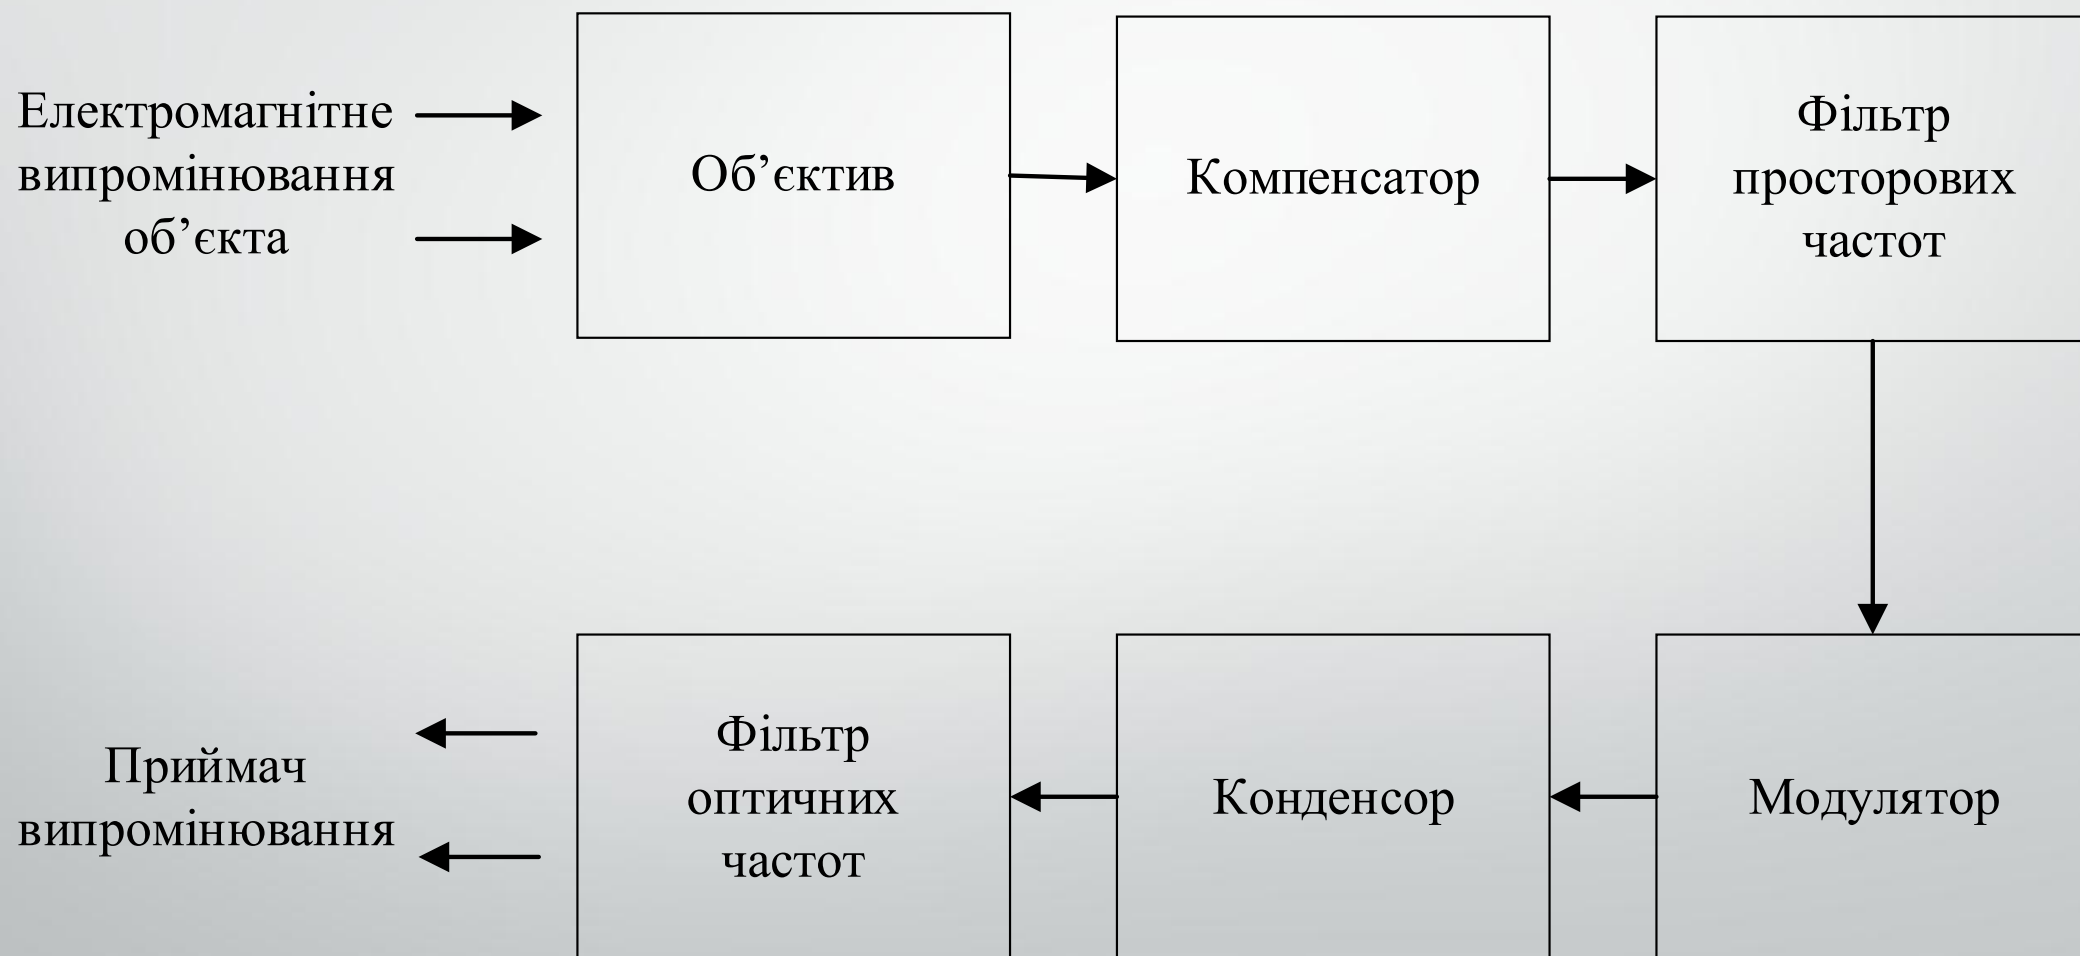 Електромагнітне
випромінювання
об’єкта
Об’єктив
Компенсатор
Фільтр
просторових
частот
Модулятор
Конденсор
Фільтр
оптичних
частот
Приймач
випромінювання